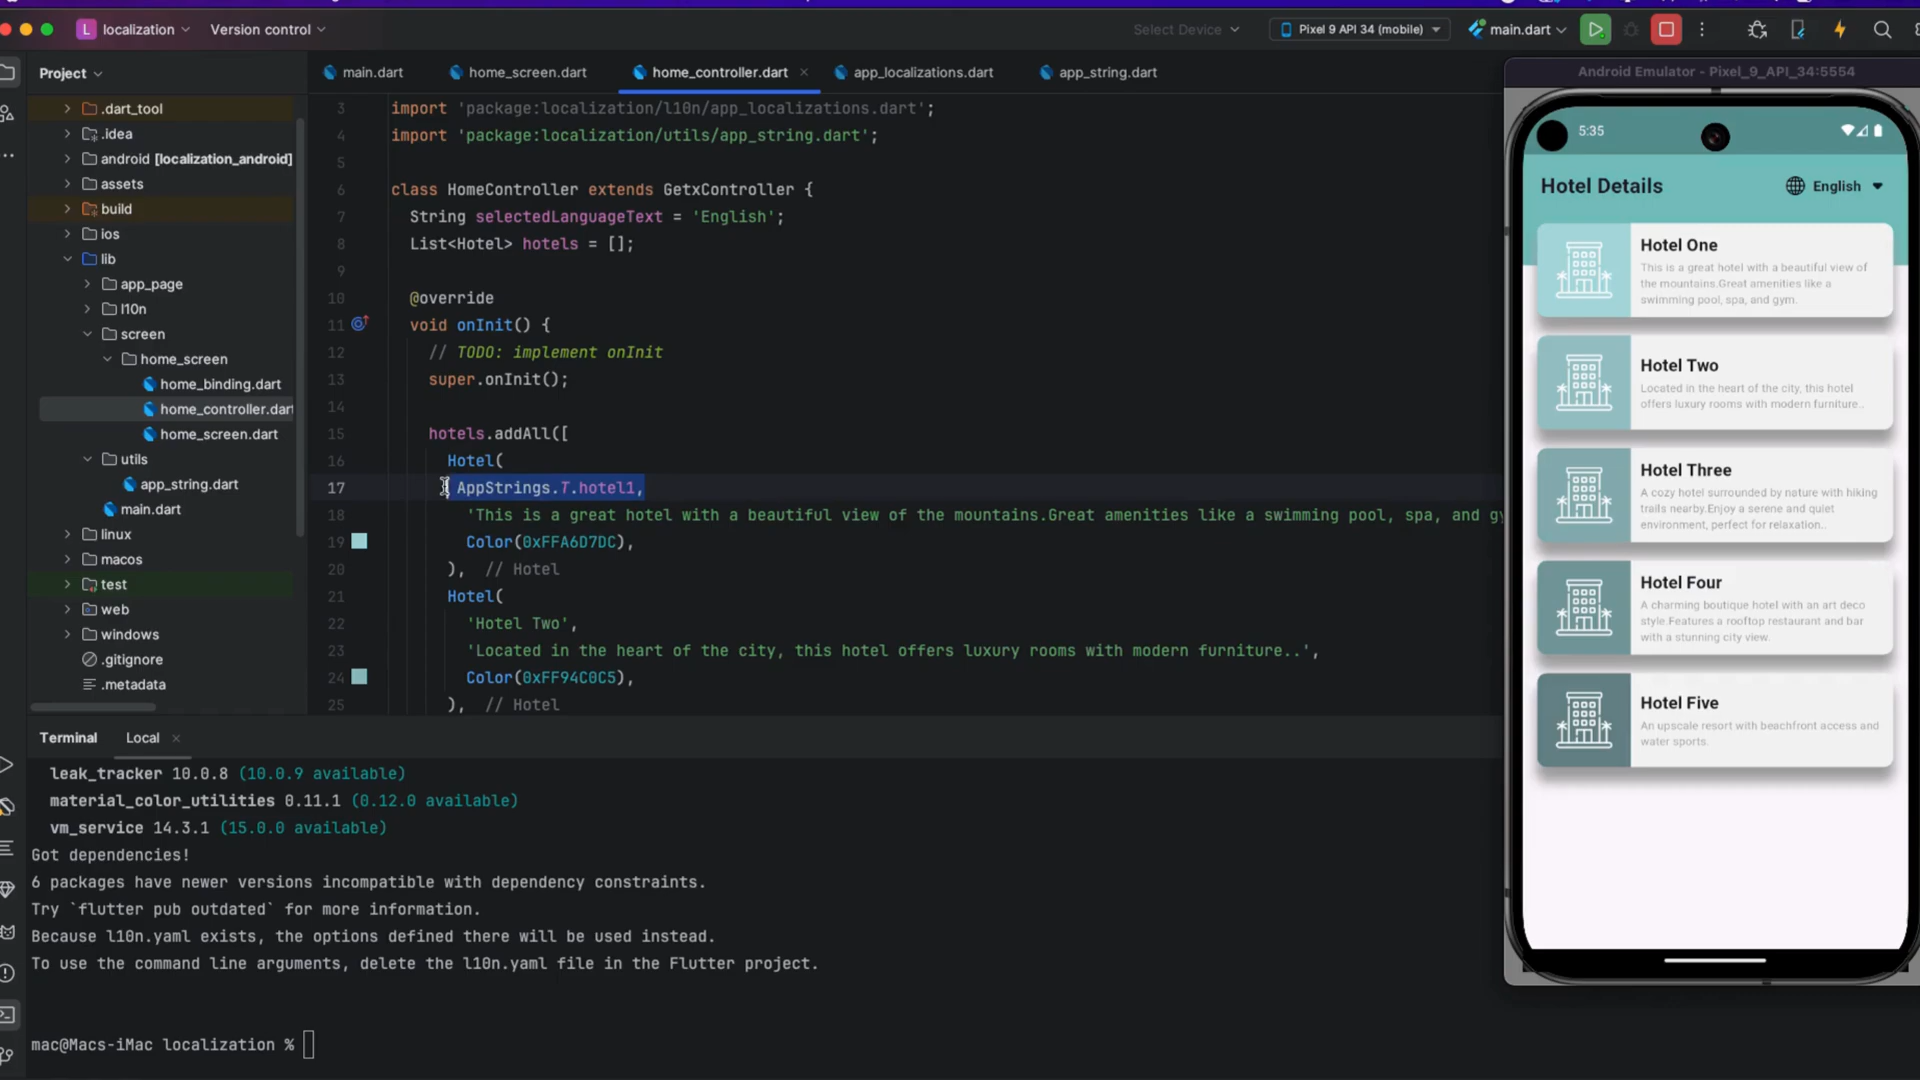 L localization
Version control
Select Device
Pixel 9 API 34 (mobile)
main.dart
Project
main.dart
home_screen.dart
home_controller.dart
app_localizations.dart
app_string.dart
.dart_tool
.idea
android [localization_android]
assets
build
ios
lib
app_page
l10n
screen
home_screen
home_binding.dart
home_controller.dart
home_screen.dart
utils
app_string.dart
main.dart
linux
macos
test
web
windows
.gitignore
.metadata
3 import 'package:localization/l10n/app_localizations.dart';
4 import 'package:localization/utils/app_string.dart';
5
6 class HomeController extends GetxController {
7 String selectedLanguageText = 'English';
8 List<Hotel> hotels = [];
9
10 @override
11 void onInit() {
12 // TODO: implement onInit
13 super.onInit();
14
15 hotels.addAll([
16 Hotel(
17 AppStrings.T.hotel1,
18 'This is a great hotel with a beautiful view of the mountains.Great amenities like a swimming pool, spa, and gy
19 Color(0xFFA6D7DC),
20 ), // Hotel
21 Hotel(
22 'Hotel Two',
23 'Located in the heart of the city, this hotel offers luxury rooms with modern furniture..',
24 Color(0xFF94C0C5),
25 ), // Hotel
Android Emulator - Pixel_9_API_34:5554
5:35
Hotel Details
English
Hotel One
This is a great hotel with a beautiful view of
the mountains.Great amenities like a
swimming pool, spa, and gym.
Hotel Two
Located in the heart of the city, this hotel
offers luxury rooms with modern furniture..
Hotel Three
A cozy hotel surrounded by nature with hiking
trails nearby.Enjoy a serene and quiet
environment, perfect for relaxation..
Hotel Four
A charming boutique hotel with an art deco
style.Features a rooftop restaurant and bar
with a stunning city view.
Hotel Five
An upscale resort with beachfront access and
water sports.
Terminal
Local
leak_tracker 10.0.8 (10.0.9 available)
material_color_utilities 0.11.1 (0.12.0 available)
vm_service 14.3.1 (15.0.0 available)
Got dependencies!
6 packages have newer versions incompatible with dependency constraints.
Try `flutter pub outdated` for more information.
Because l10n.yaml exists, the options defined there will be used instead.
To use the command line arguments, delete the l10n.yaml file in the Flutter project.
mac@Macs-iMac localization %